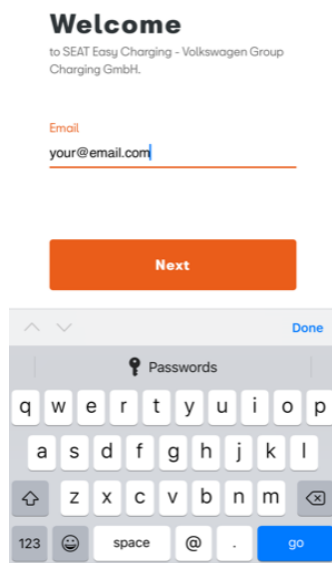 Welcome
to SEAT Easy Charging - Volkswagen Group
Charging GmbH.
Email
your@email.com
Next
Done
Passwords
q w e r t y u i o p
a s d f g h j k l
z x c v b n m
123 space @ . go